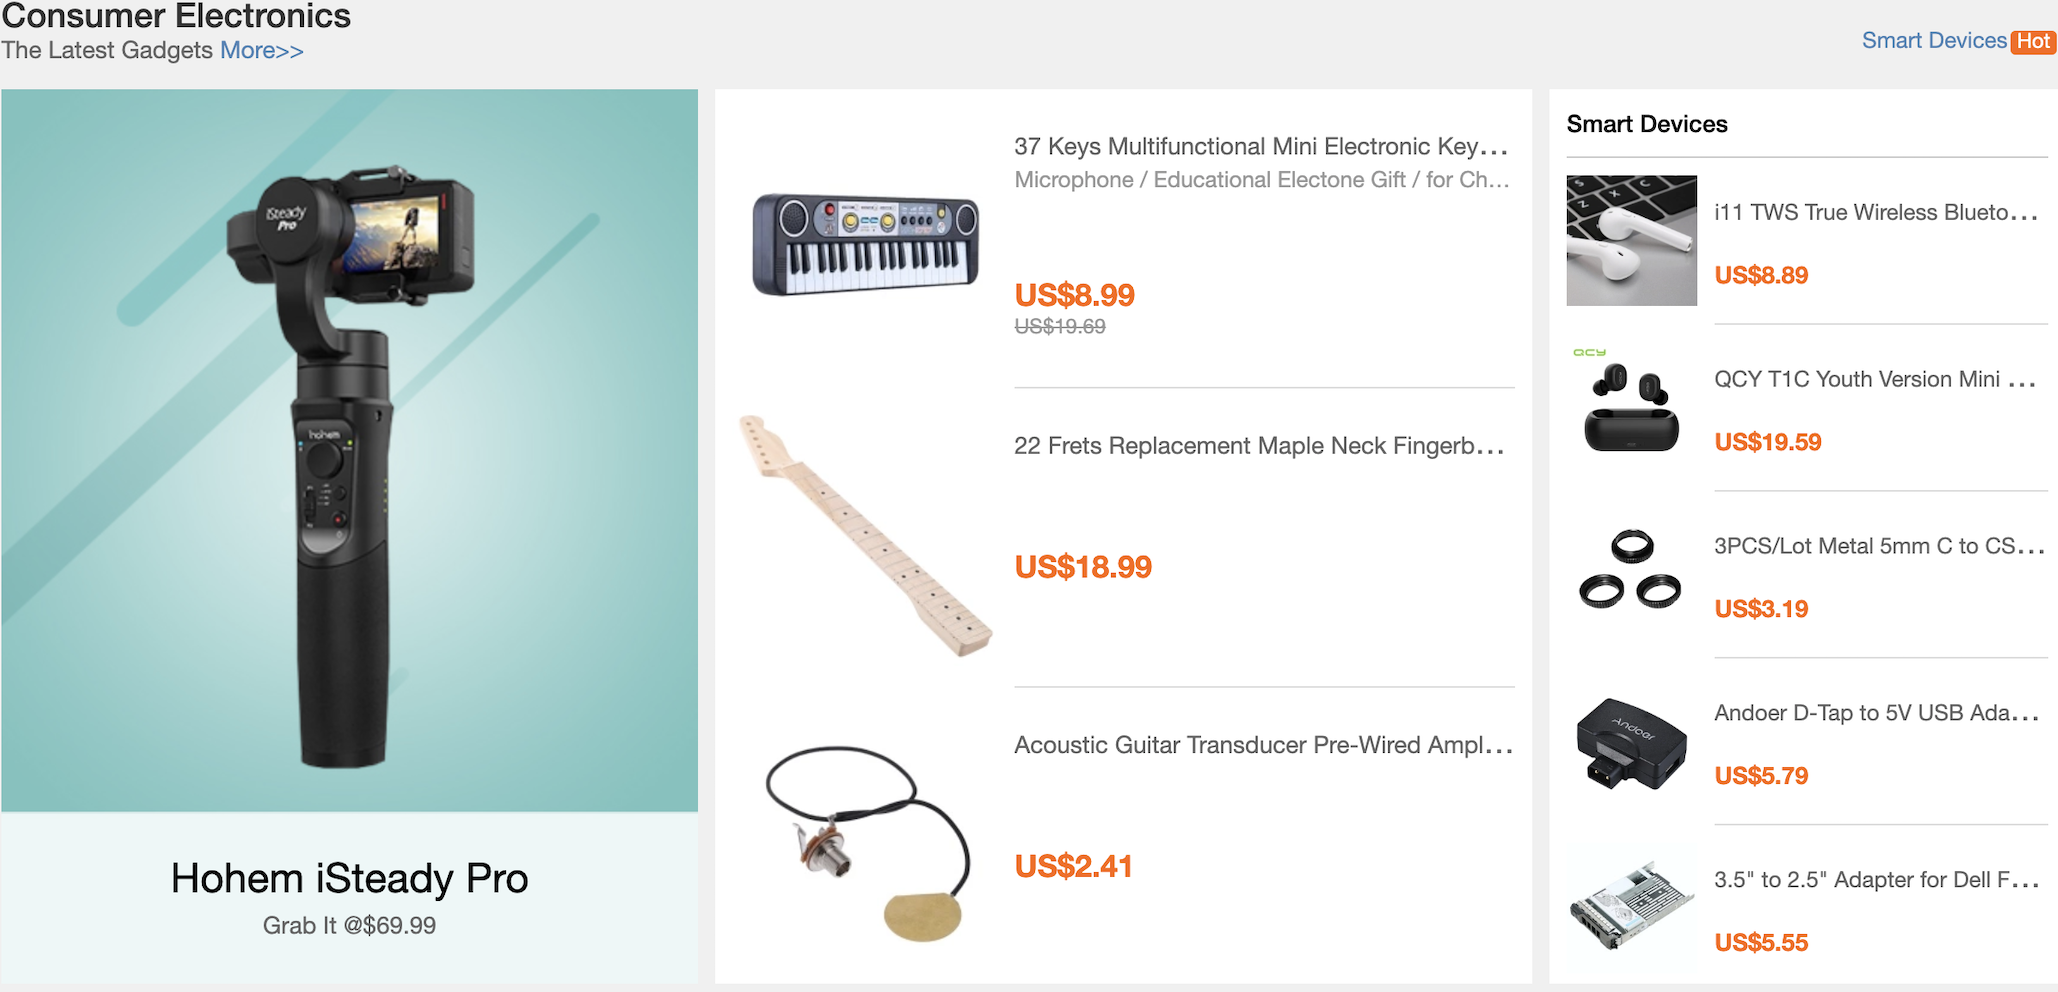 Consumer Electronics
The Latest Gadgets More>>
Smart Devices Hot
iSteady
Pro
hohem
Hohem iSteady Pro
Grab It @$69.99
37 Keys Multifunctional Mini Electronic Key...
Microphone / Educational Electone Gift / for Ch...
US$8.99
US$19.69
22 Frets Replacement Maple Neck Fingerb...
US$18.99
Acoustic Guitar Transducer Pre-Wired Ampl...
US$2.41
Smart Devices
i11 TWS True Wireless Blueto...
US$8.89
QCY
QCY T1C Youth Version Mini ...
US$19.59
3PCS/Lot Metal 5mm C to CS...
US$3.19
Andoer
Andoer D-Tap to 5V USB Ada...
US$5.79
3.5" to 2.5" Adapter for Dell F...
US$5.55